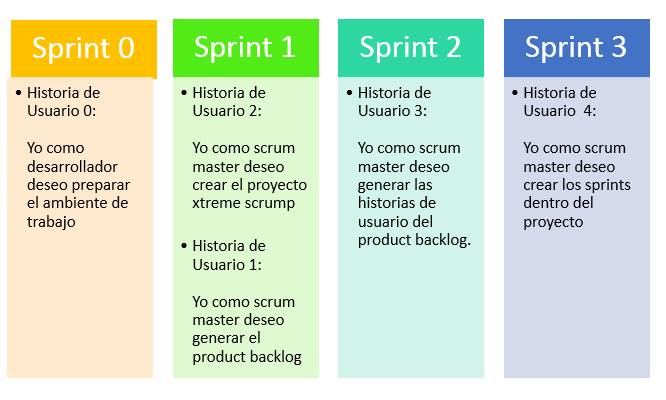 Sprint 0
• Historia de
Usuario 0:
Yo como
desarrollador
deseo preparar
el ambiente de
trabajo
Sprint 1
• Historia de
Usuario 2:
Yo como scrum
master deseo
crear el proyecto
xtreme scrump
• Historia de
Usuario 1:
Yo como scrum
master deseo
generar el
product backlog
Sprint 2
• Historia de
Usuario 3:
Yo como scrum
master deseo
generar las
historias de
usuario del
product backlog.
Sprint 3
• Historia de
Usuario  4:
Yo como scrum
master deseo
crear los sprints
dentro del
proyecto